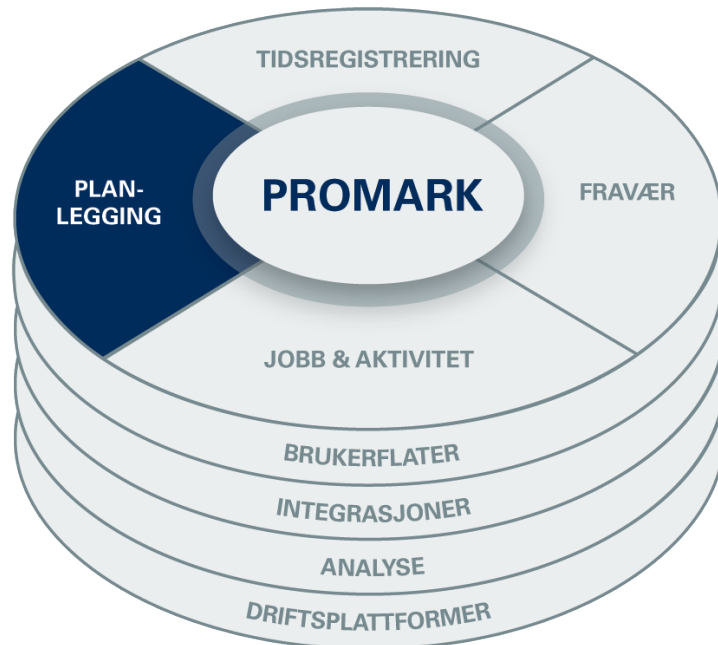 TIDSREGISTRERING
PLAN-
LEGGING
PROMARK
FRAVÆR
JOBB & AKTIVITET
BRUKERFLATER
INTEGRASJONER
ANALYSE
DRIFTSPLATTFORMER